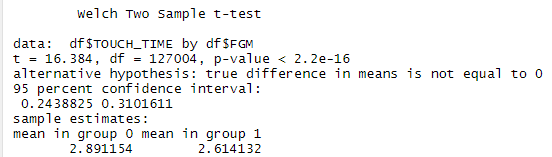 Welch Two Sample t-test
data: df$TOUCH_TIME by df$FGM
t = 16.384, df = 127004, p-value < 2.2e-16
alternative hypothesis: true difference in means is not equal to 0
95 percent confidence interval:
0.2438825 0.3101611
sample estimates:
mean in group 0 mean in group 1
2.891154 2.614132